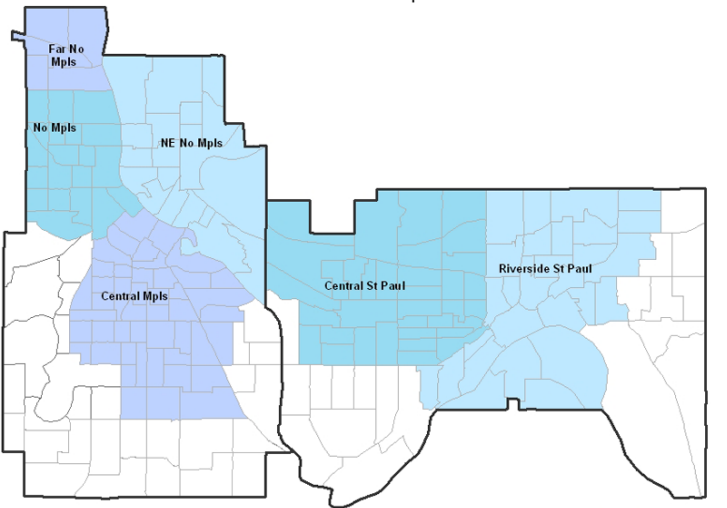 Far No
Mpls
No Mpls
NE No Mpls
Central St Paul
Riverside St Paul
Central Mpls